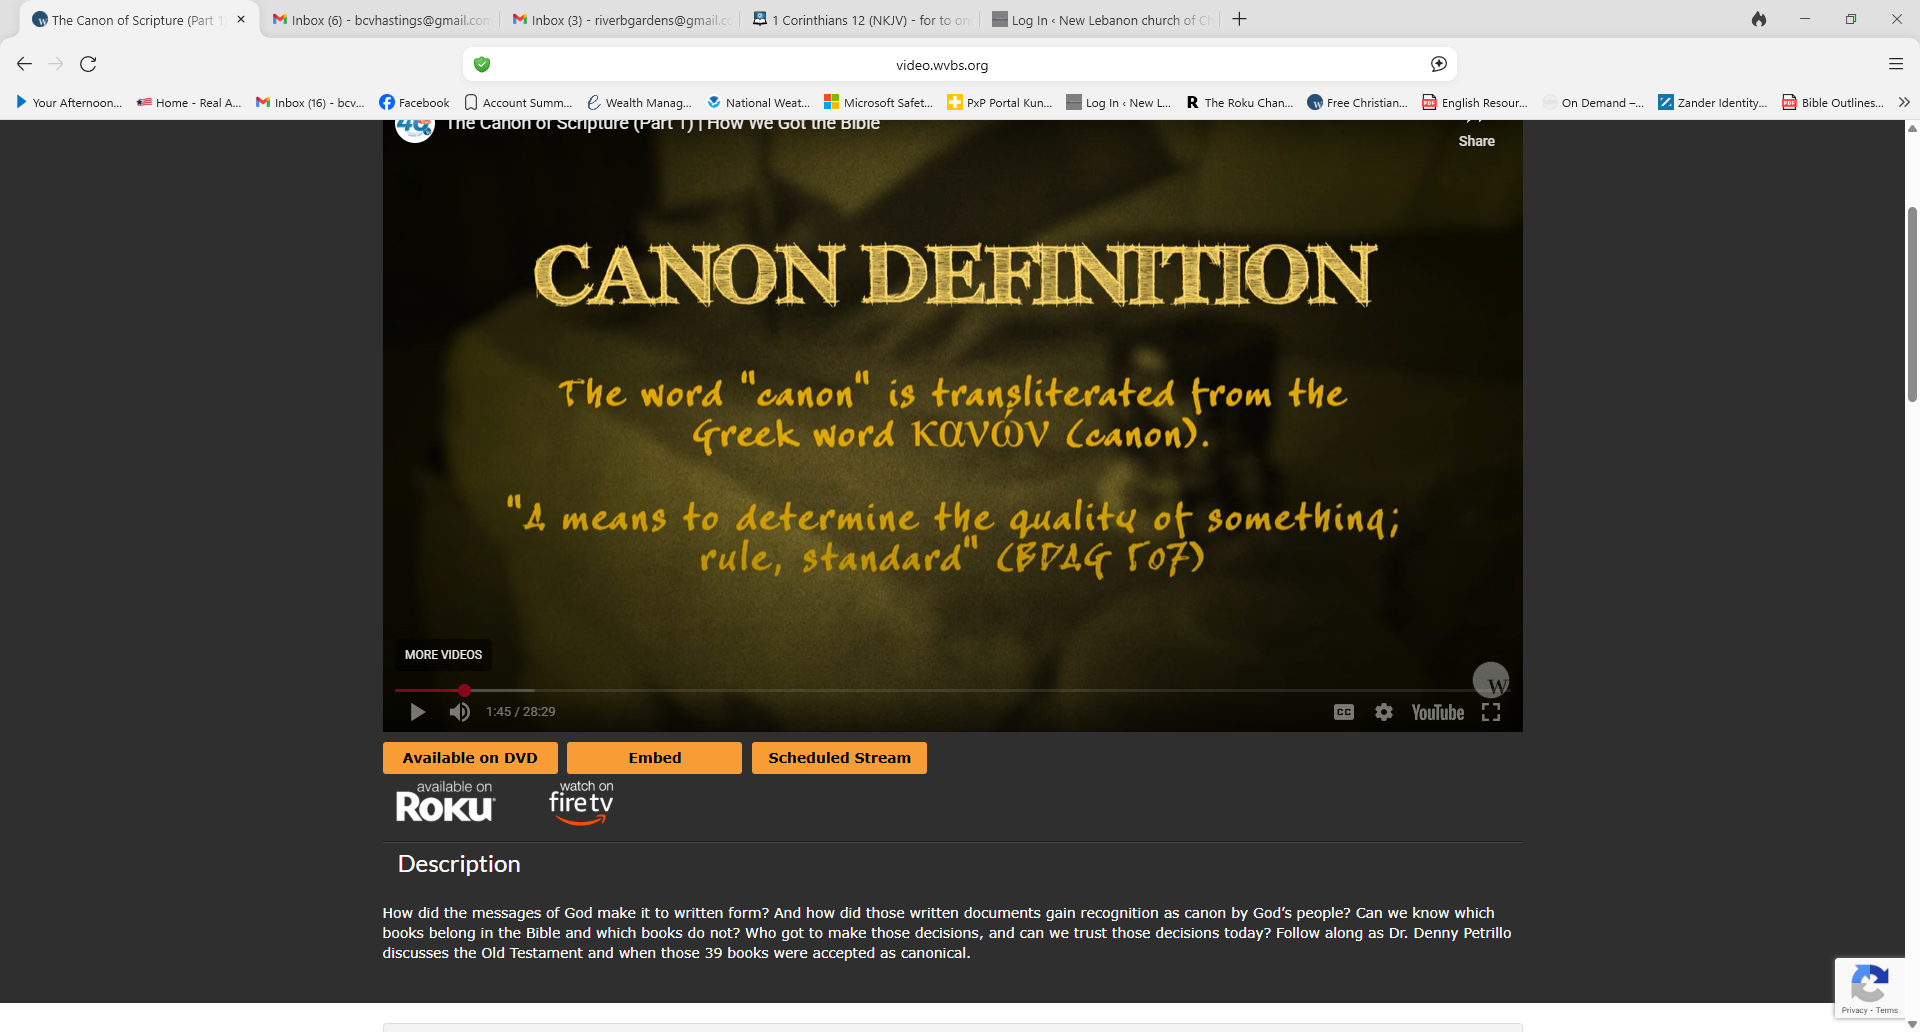 The Canon of Scripture (Part 1)
Inbox (6) - bcvhastings@gmail.com
Inbox (3) - riverbgardens@gmail.co
1 Corinthians 12 (NKJV) - for to on
Log In ‹ New Lebanon church of Ch
video.wvbs.org
Your Afternoon...
Home - Real A...
Inbox (16) - bcv...
Facebook
Account Summ...
Wealth Manag...
National Weat...
Microsoft Safet...
PxP Portal Kun...
Log In ‹ New L...
The Roku Chan...
Free Christian...
English Resour...
On Demand –...
Zander Identity...
Bible Outlines...
The Canon of Scripture (Part 1) | How We Got the Bible
Share
CANON DEFINITION
The word "canon" is transliterated from the
Greek word κανών (canon).
"A means to determine the quality of something;
rule, standard" (BDAG 507)
MORE VIDEOS
W
1:45 / 28:29
CC
YouTube
Available on DVD
Embed
Scheduled Stream
available on
ROKU
watch on
fire tv
Description
How did the messages of God make it to written form? And how did those written documents gain recognition as canon by God’s people? Can we know which
books belong in the Bible and which books do not? Who got to make those decisions, and can we trust those decisions today? Follow along as Dr. Denny Petrillo
discusses the Old Testament and when those 39 books were accepted as canonical.
Privacy - Terms